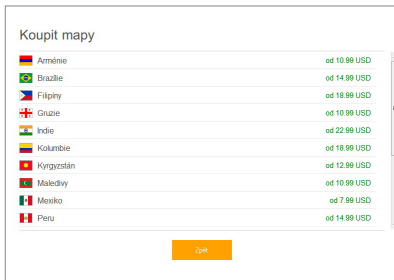 Koupit mapy
Arménie od 10.99 USD
Brazílie od 14.99 USD
Filipíny od 18.99 USD
Gruzie od 10.99 USD
Indie od 22.99 USD
Kolumbie od 18.99 USD
Kyrgyzstán od 12.99 USD
Maledivy od 10.99 USD
Mexiko od 7.99 USD
Peru od 14.99 USD
Zpět